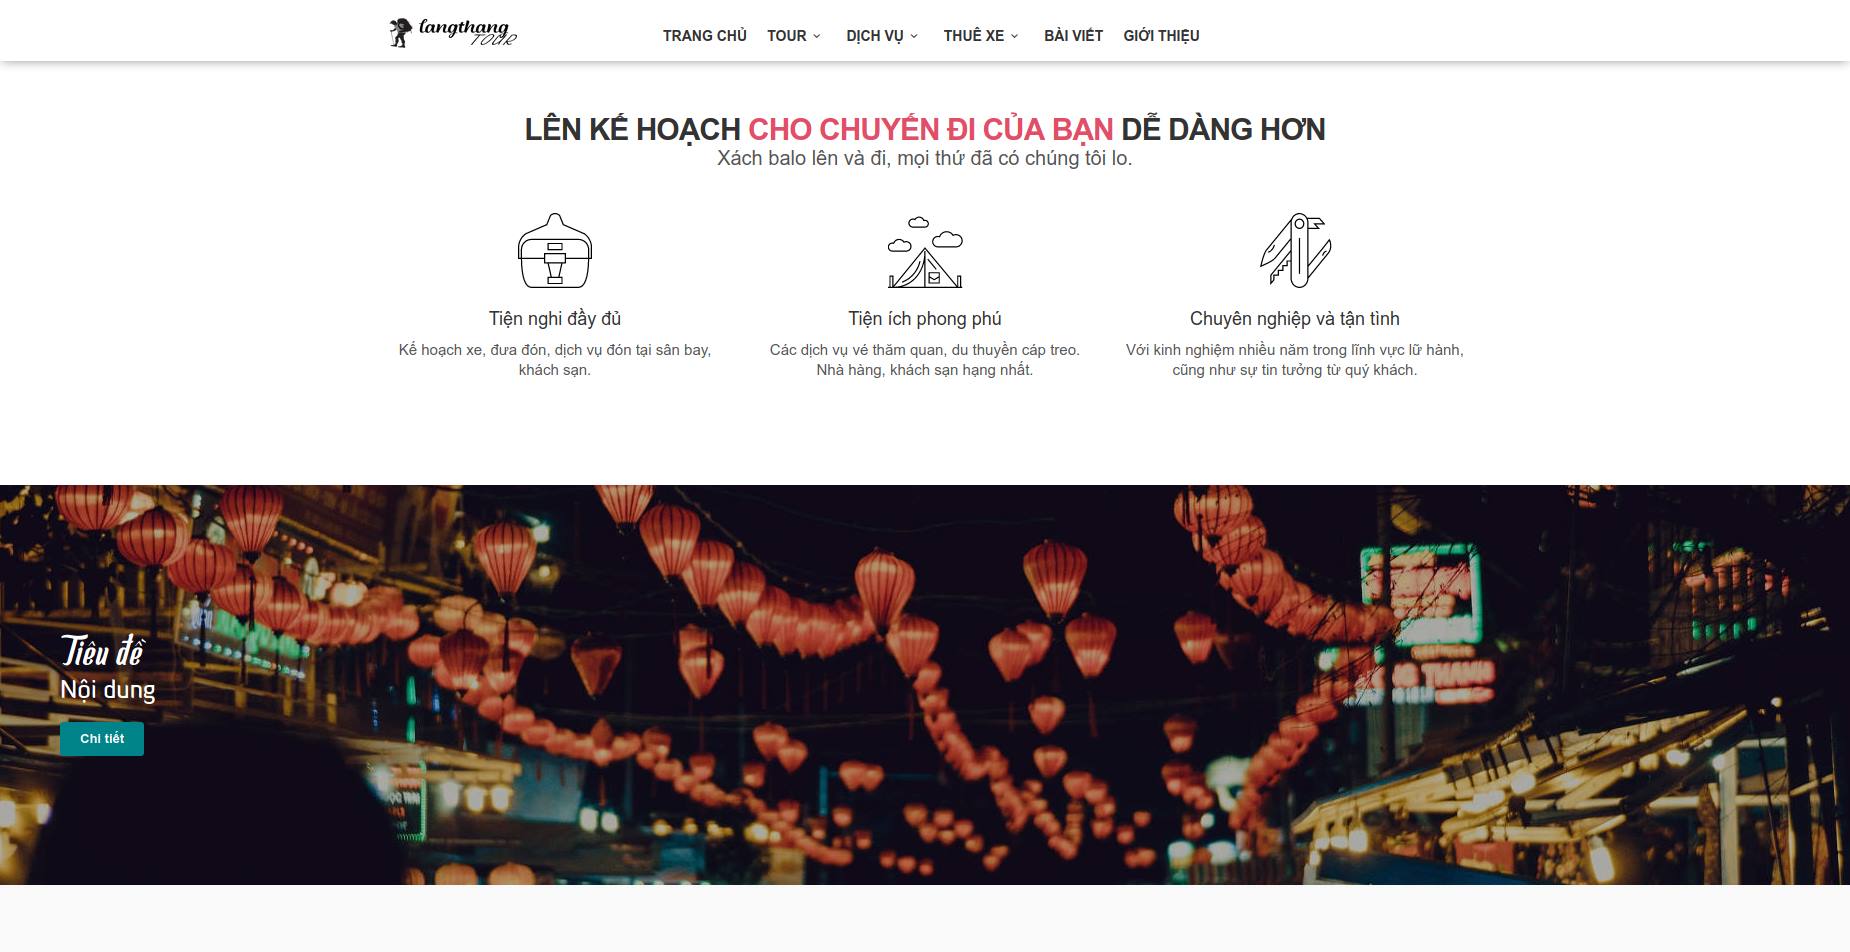 langthang
TOUR
TRANG CHỦ TOUR DỊCH VỤ THUÊ XE BÀI VIẾT GIỚI THIỆU
LÊN KẾ HOẠCH CHO CHUYẾN ĐI CỦA BẠN DỄ DÀNG HƠN
Xách balo lên và đi, mọi thứ đã có chúng tôi lo.
Tiện nghi đầy đủ
Kế hoạch xe, đưa đón, dịch vụ đón tại sân bay,
khách sạn.
Tiện ích phong phú
Các dịch vụ vé thăm quan, du thuyền cáp treo.
Nhà hàng, khách sạn hạng nhất.
Chuyên nghiệp và tận tình
Với kinh nghiệm nhiều năm trong lĩnh vực lữ hành,
cũng như sự tin tưởng từ quý khách.
Tiêu đề
Nội dung
Chi tiết